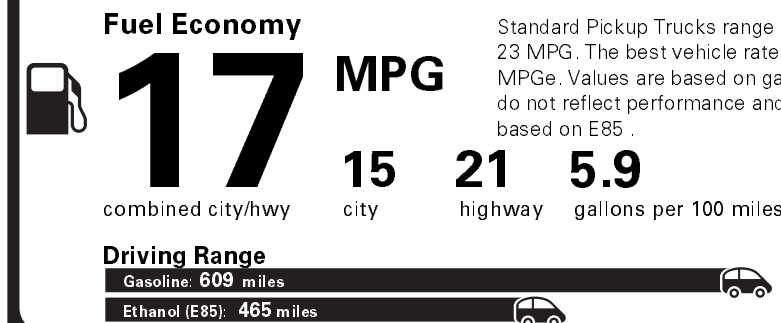 Fuel Economy
17
MPG
Standard Pickup Trucks range
23 MPG. The best vehicle rate
MPGe. Values are based on ga
do not reflect performance and
based on E85 .
15 21 5.9
combined city/hwy city highway gallons per 100 miles
Driving Range
Gasoline: 609 miles
Ethanol (E85): 465 miles